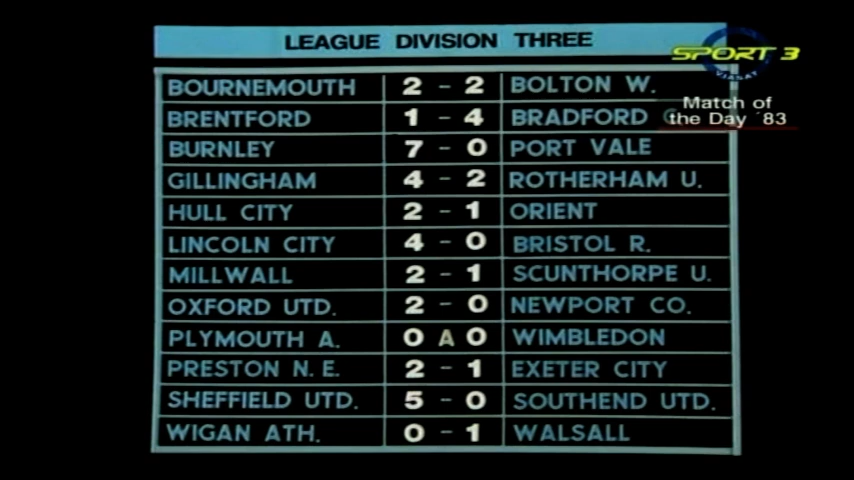 LEAGUE DIVISION THREE
SPORT 3
VIASAT
Match of
the Day ´83
BOURNEMOUTH 2 - 2 BOLTON W.
BRENTFORD 1 - 4 BRADFORD
BURNLEY 7 - 0 PORT VALE
GILLINGHAM 4 - 2 ROTHERHAM U.
HULL CITY 2 - 1 ORIENT
LINCOLN CITY 4 - 0 BRISTOL R.
MILLWALL 2 - 1 SCUNTHORPE U.
OXFORD UTD. 2 - 0 NEWPORT CO.
PLYMOUTH A. 0 A 0 WIMBLEDON
PRESTON N. E. 2 - 1 EXETER CITY
SHEFFIELD UTD. 5 - 0 SOUTHEND UTD.
WIGAN ATH. 0 - 1 WALSALL